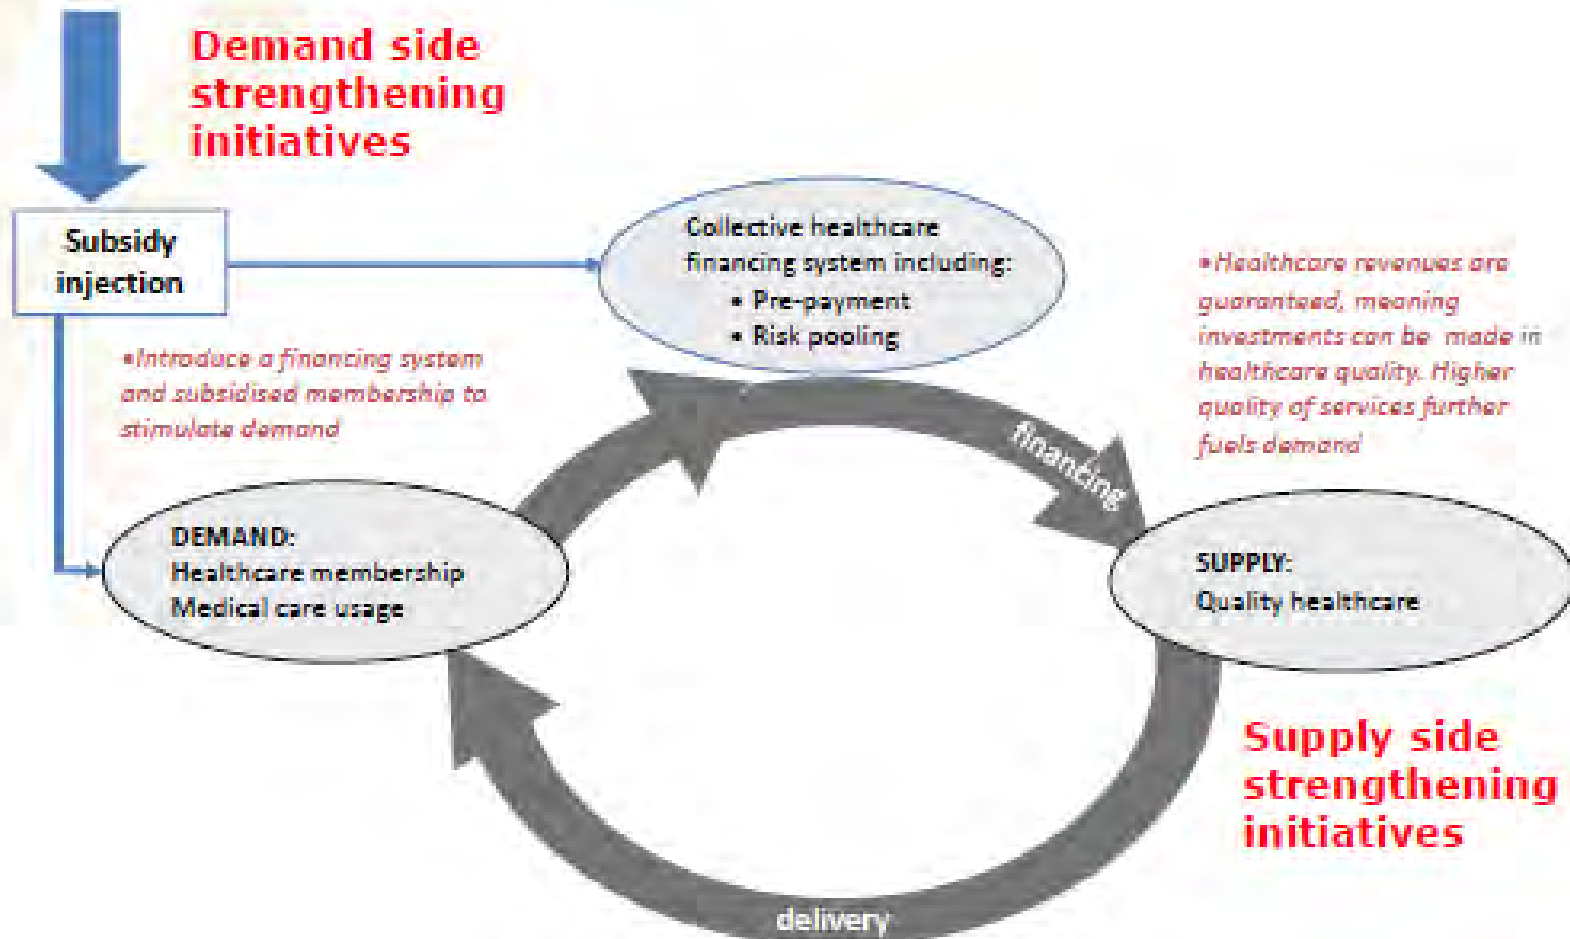 Demand side
strengthening
initiatives
Subsidy
injection
Collective healthcare
financing system including:
• Pre-payment
• Risk pooling
•Healthcare revenues are
guaranteed, meaning
investments can be made in
healthcare quality. Higher
quality of services further
fuels demand
•Introduce a financing system
and subsidised membership to
stimulate demand
financing
DEMAND:
Healthcare membership
Medical care usage
SUPPLY:
Quality healthcare
Supply side
strengthening
initiatives
delivery